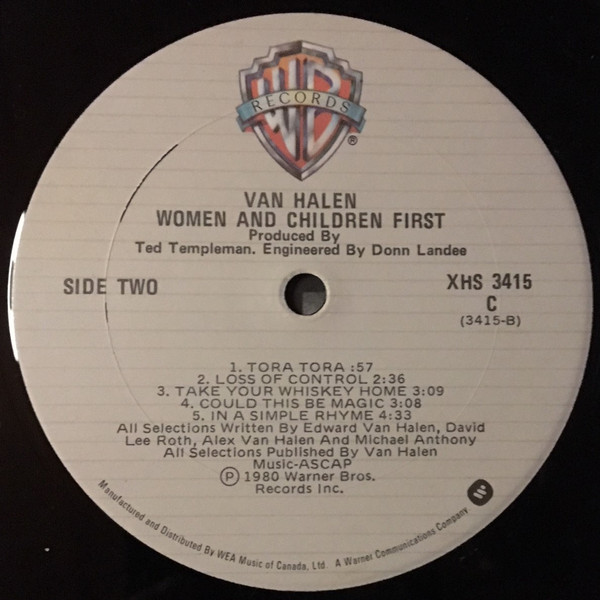 WB
RECORDS
®
VAN HALEN
WOMEN AND CHILDREN FIRST
Produced By
Ted Templeman. Engineered By Donn Landee
SIDE TWO
XHS 3415
C
(3415-B)
1. TORA TORA :57
2. LOSS OF CONTROL 2:36
3. TAKE YOUR WHISKEY HOME 3:09
4. COULD THIS BE MAGIC 3:08
5. IN A SIMPLE RHYME 4:33
All Selections Written By Edward Van Halen, David
Lee Roth, Alex Van Halen And Michael Anthony
All Selections Published By Van Halen
Music-ASCAP
Ⓟ 1980 Warner Bros.
Records Inc.
Manufactured and Distributed By WEA Music of Canada, Ltd. A Warner Communications Company